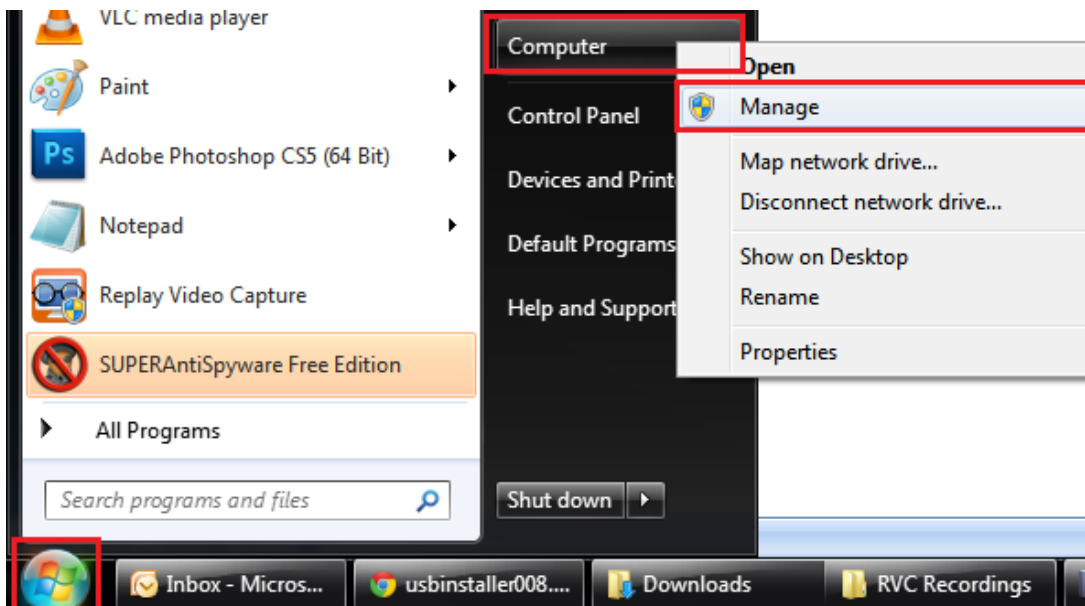 VLC media player
Paint
Ps
Adobe Photoshop CS5 (64 Bit)
Notepad
Replay Video Capture
SUPERAntiSpyware Free Edition
All Programs
Search programs and files
Computer
Control Panel
Devices and Print
Default Programs
Help and Support
Shut down
Open
Manage
Map network drive...
Disconnect network drive...
Show on Desktop
Rename
Properties
Inbox - Micros...
usbinstaller008....
Downloads
RVC Recordings